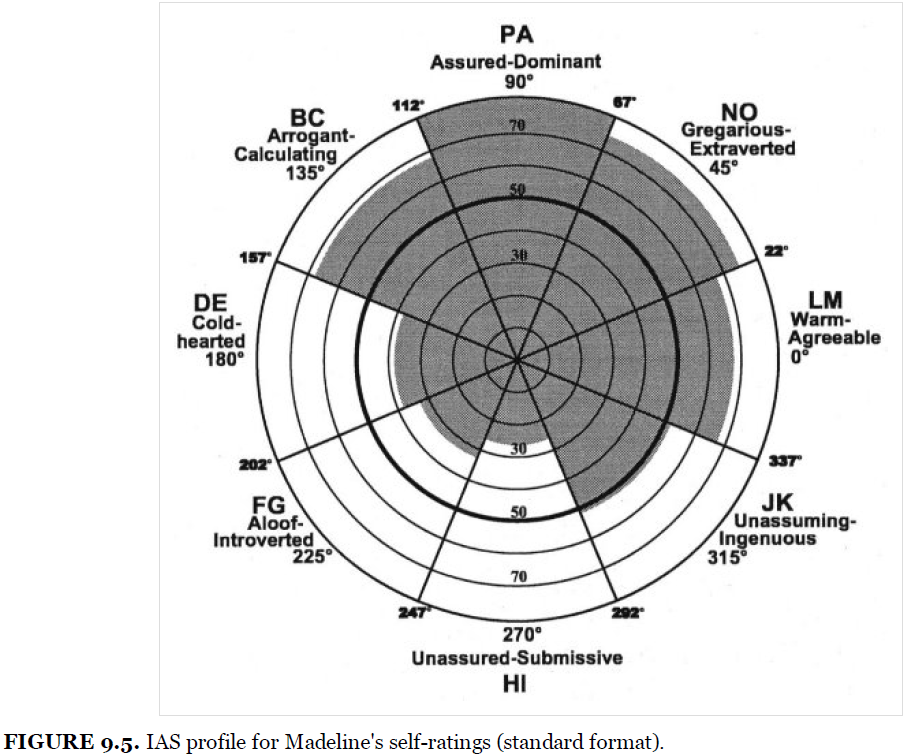 PA
Assured-Dominant
90°
112°
67°
BC
Arrogant-
Calculating
135°
NO
Gregarious-
Extraverted
45°
70
50
30
157°
22°
DE
Cold-
hearted
180°
LM
Warm-
Agreeable
0°
30
50
70
202°
337°
FG
Aloof-
Introverted
225°
JK
Unassuming-
Ingenuous
315°
247°
292°
270°
Unassured-Submissive
HI
FIGURE 9.5. IAS profile for Madeline's self-ratings (standard format).